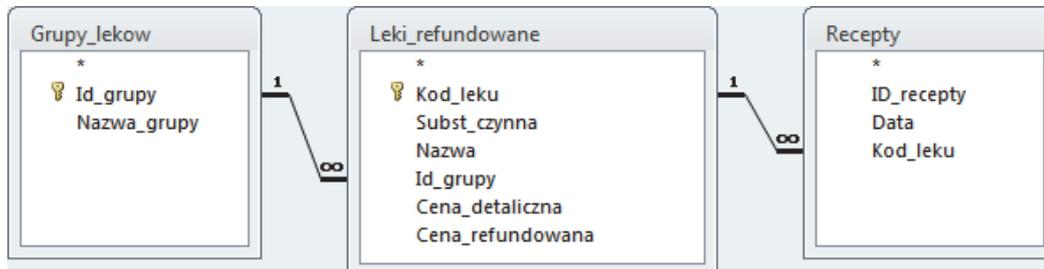 Grupy_lekow
*
Id_grupy
Nazwa_grupy
1
∞
Leki_refundowane
*
Kod_leku
Subst_czynna
Nazwa
Id_grupy
Cena_detaliczna
Cena_refundowana
1
∞
Recepty
*
ID_recepty
Data
Kod_leku